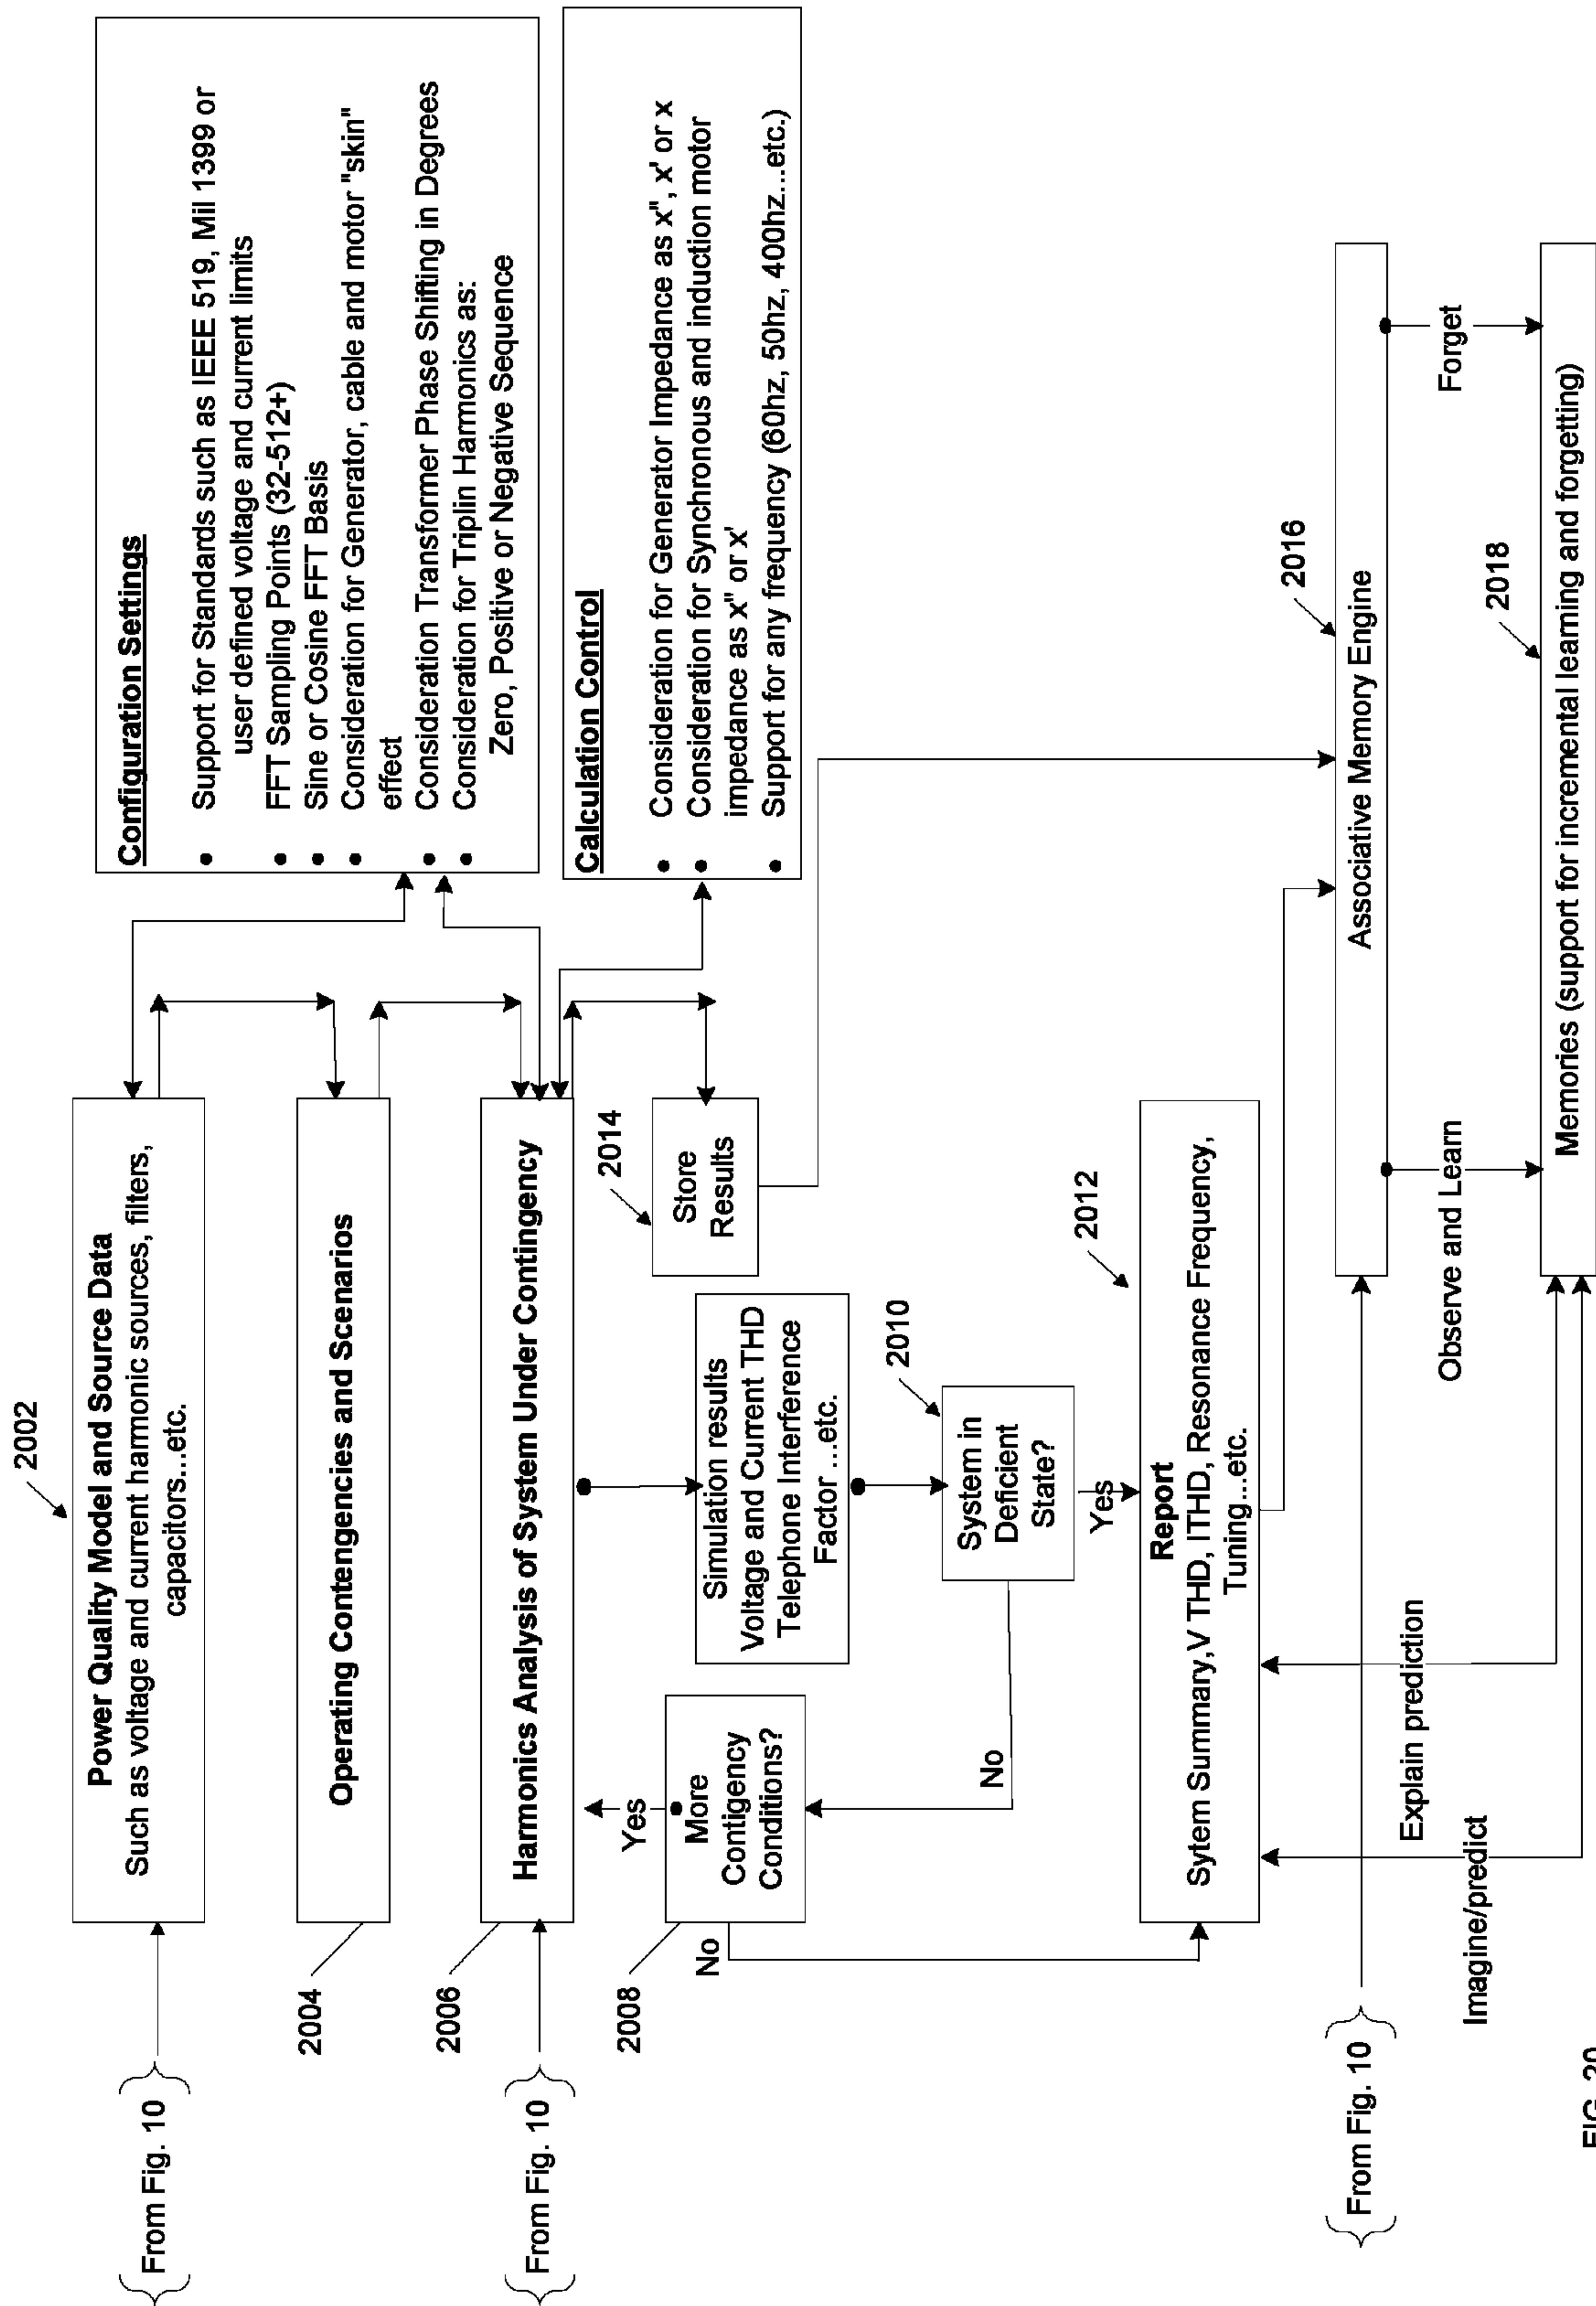 2002
Power Quality Model and Source Data
Such as voltage and current harmonic sources, filters,
capacitors...etc.
From Fig. 10
Configuration Settings
• Support for Standards such as IEEE 519, Mil 1399 or
user defined voltage and current limits
• FFT Sampling Points (32-512+)
• Sine or Cosine FFT Basis
• Consideration for Generator, cable and motor "skin"
effect
• Consideration Transformer Phase Shifting in Degrees
• Consideration for Triplin Harmonics as:
Zero, Positive or Negative Sequence
2004
Operating Contengencies and Scenarios
2006
Harmonics Analysis of System Under Contingency
From Fig. 10
Calculation Control
• Consideration for Generator Impedance as x", x' or x
• Consideration for Synchronous and induction motor
impedance as x" or x'
• Support for any frequency (60hz, 50hz, 400hz...etc.)
2014
Store
Results
2008
More
Contigency
Conditions?
Yes
No
Simulation results
Voltage and Current THD
Telephone Interference
Factor ...etc.
2010
System in
Deficient
State?
No
Yes
2012
Report
Sytem Summary,V THD, ITHD, Resonance Frequency,
Tuning...etc.
From Fig. 10
2016
Associative Memory Engine
Explain prediction
Imagine/predict
Observe and Learn
Forget
2018
Memories (support for incremental learning and forgetting)
FIG. 20